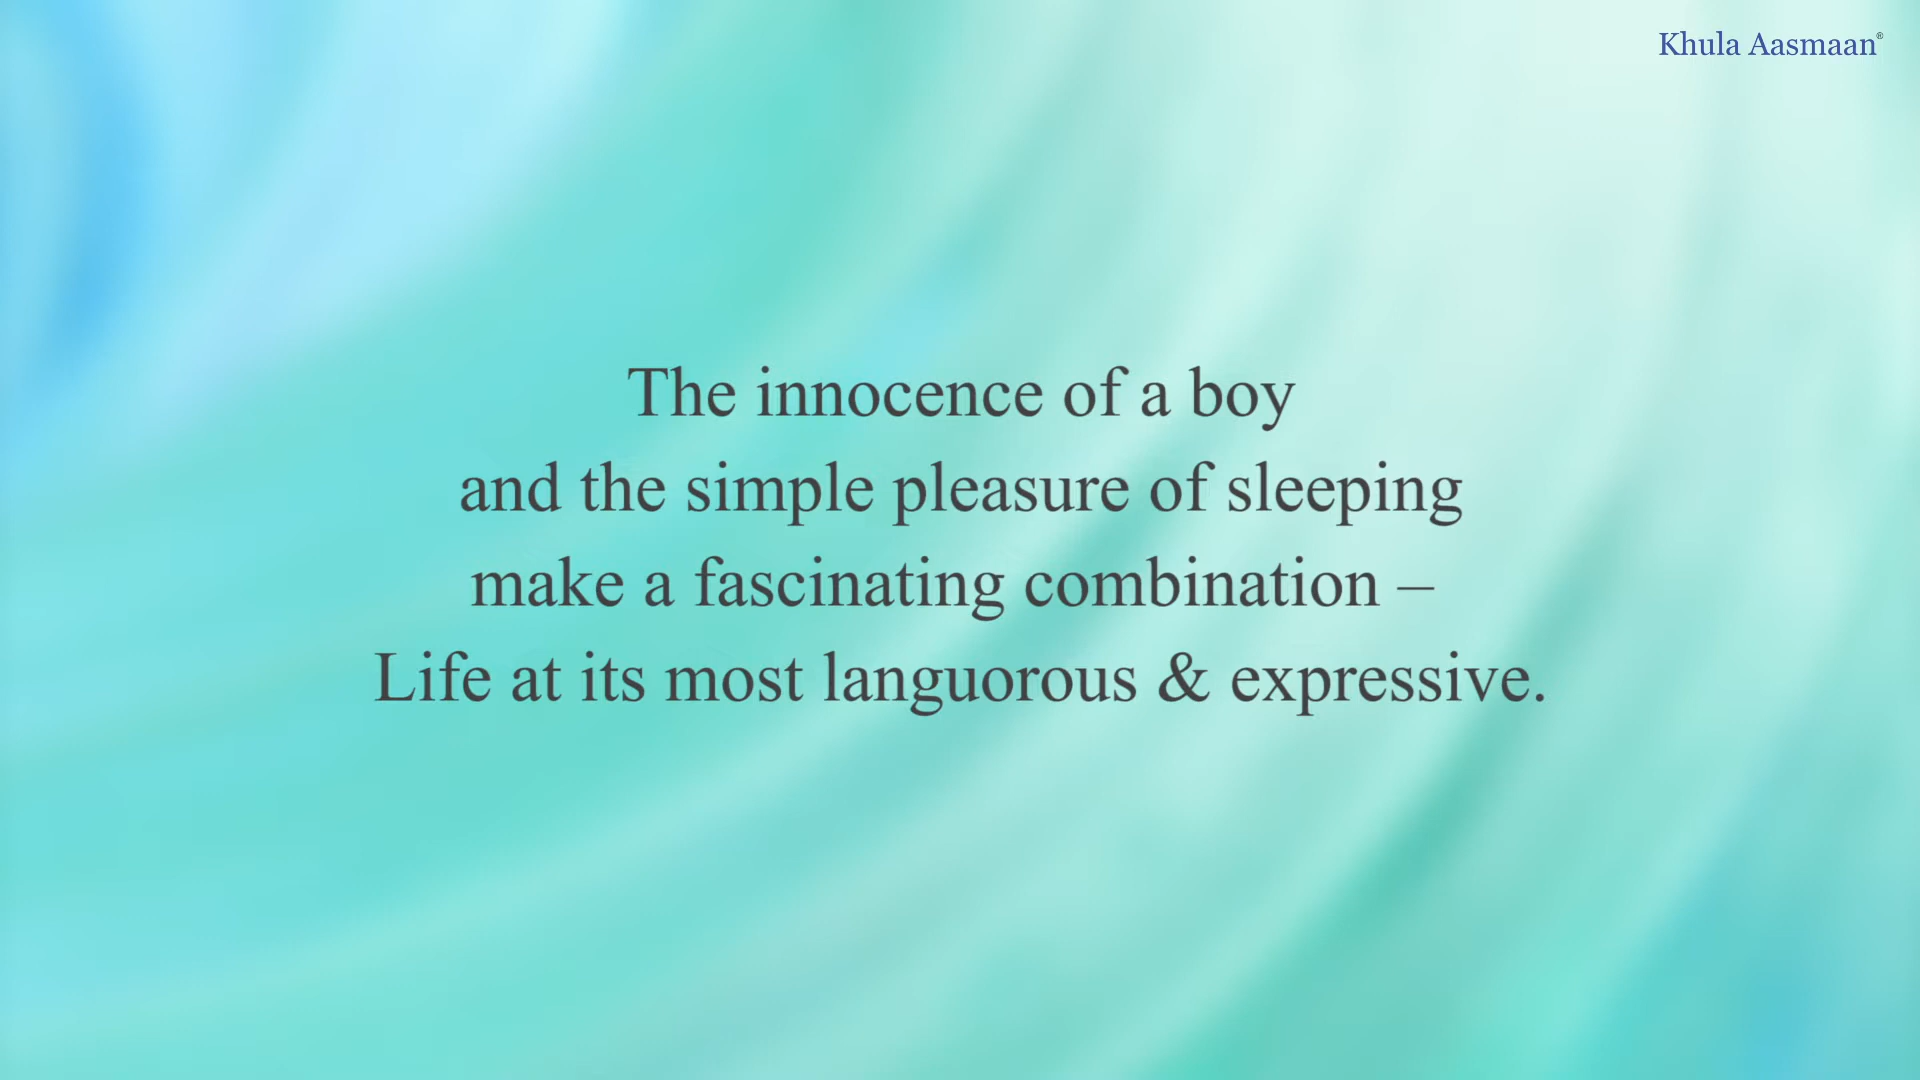 Khula Aasmaan®
The innocence of a boy
and the simple pleasure of sleeping
make a fascinating combination –
Life at its most languorous & expressive.